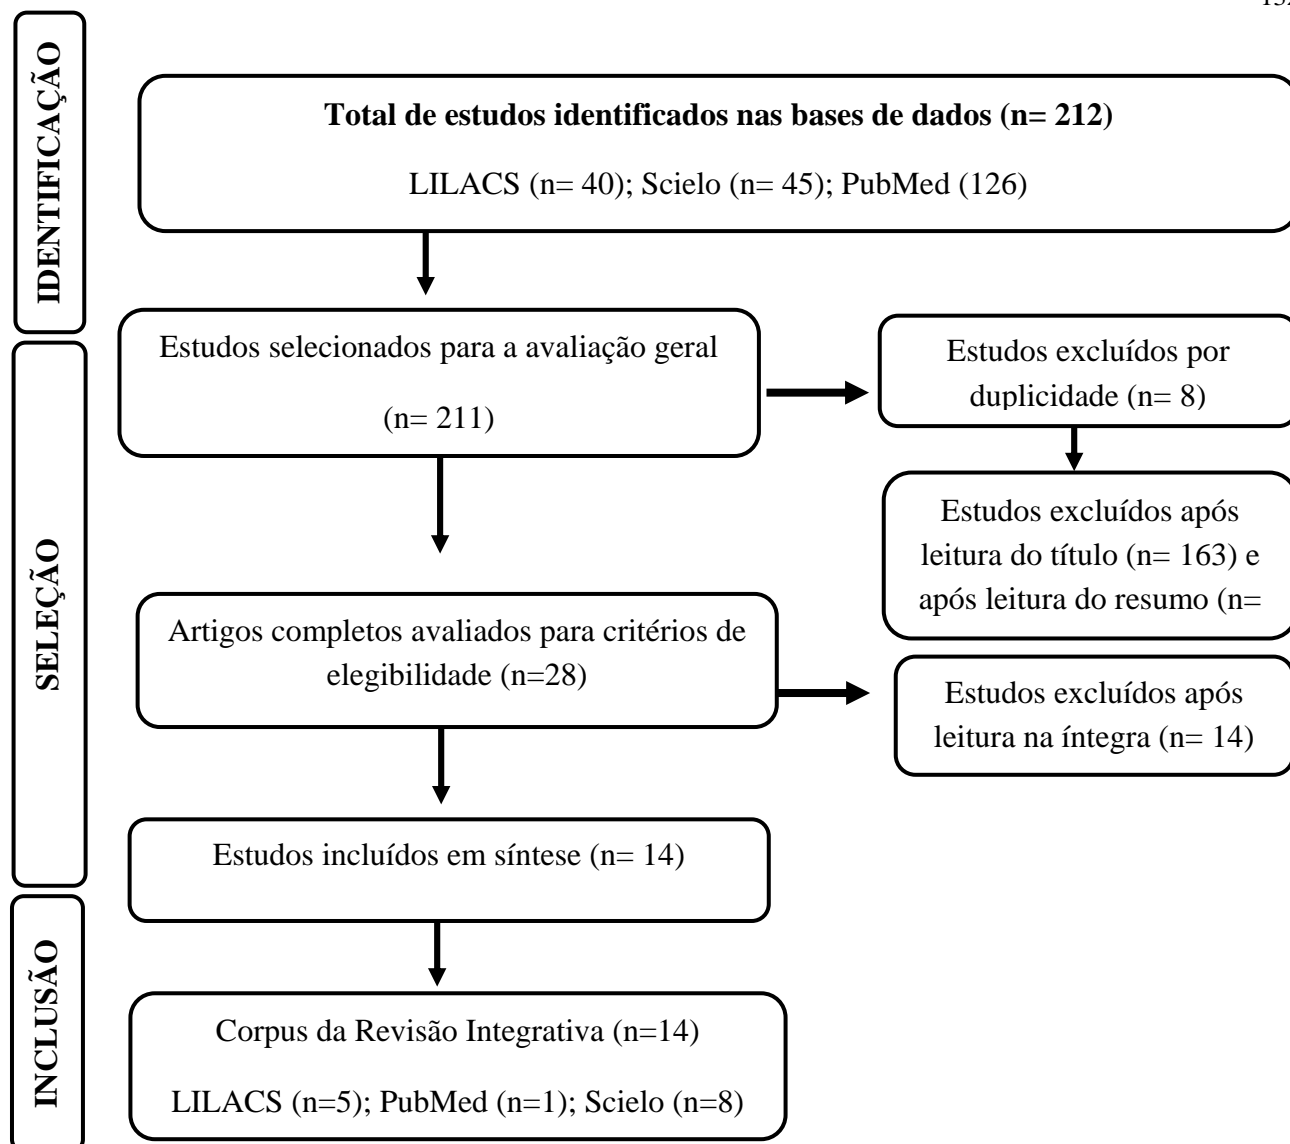 IDENTIFICAÇÃO
Total de estudos identificados nas bases de dados (n= 212)
LILACS (n= 40); Scielo (n= 45); PubMed (126)
Estudos selecionados para a avaliação geral
(n= 211)
Estudos excluídos por
duplicidade (n= 8)
SELEÇÃO
Estudos excluídos após
leitura do título (n= 163) e
após leitura do resumo (n=
Artigos completos avaliados para critérios de
elegibilidade (n=28)
Estudos excluídos após
leitura na íntegra (n= 14)
Estudos incluídos em síntese (n= 14)
INCLUSÃO
Corpus da Revisão Integrativa (n=14)
LILACS (n=5); PubMed (n=1); Scielo (n=8)